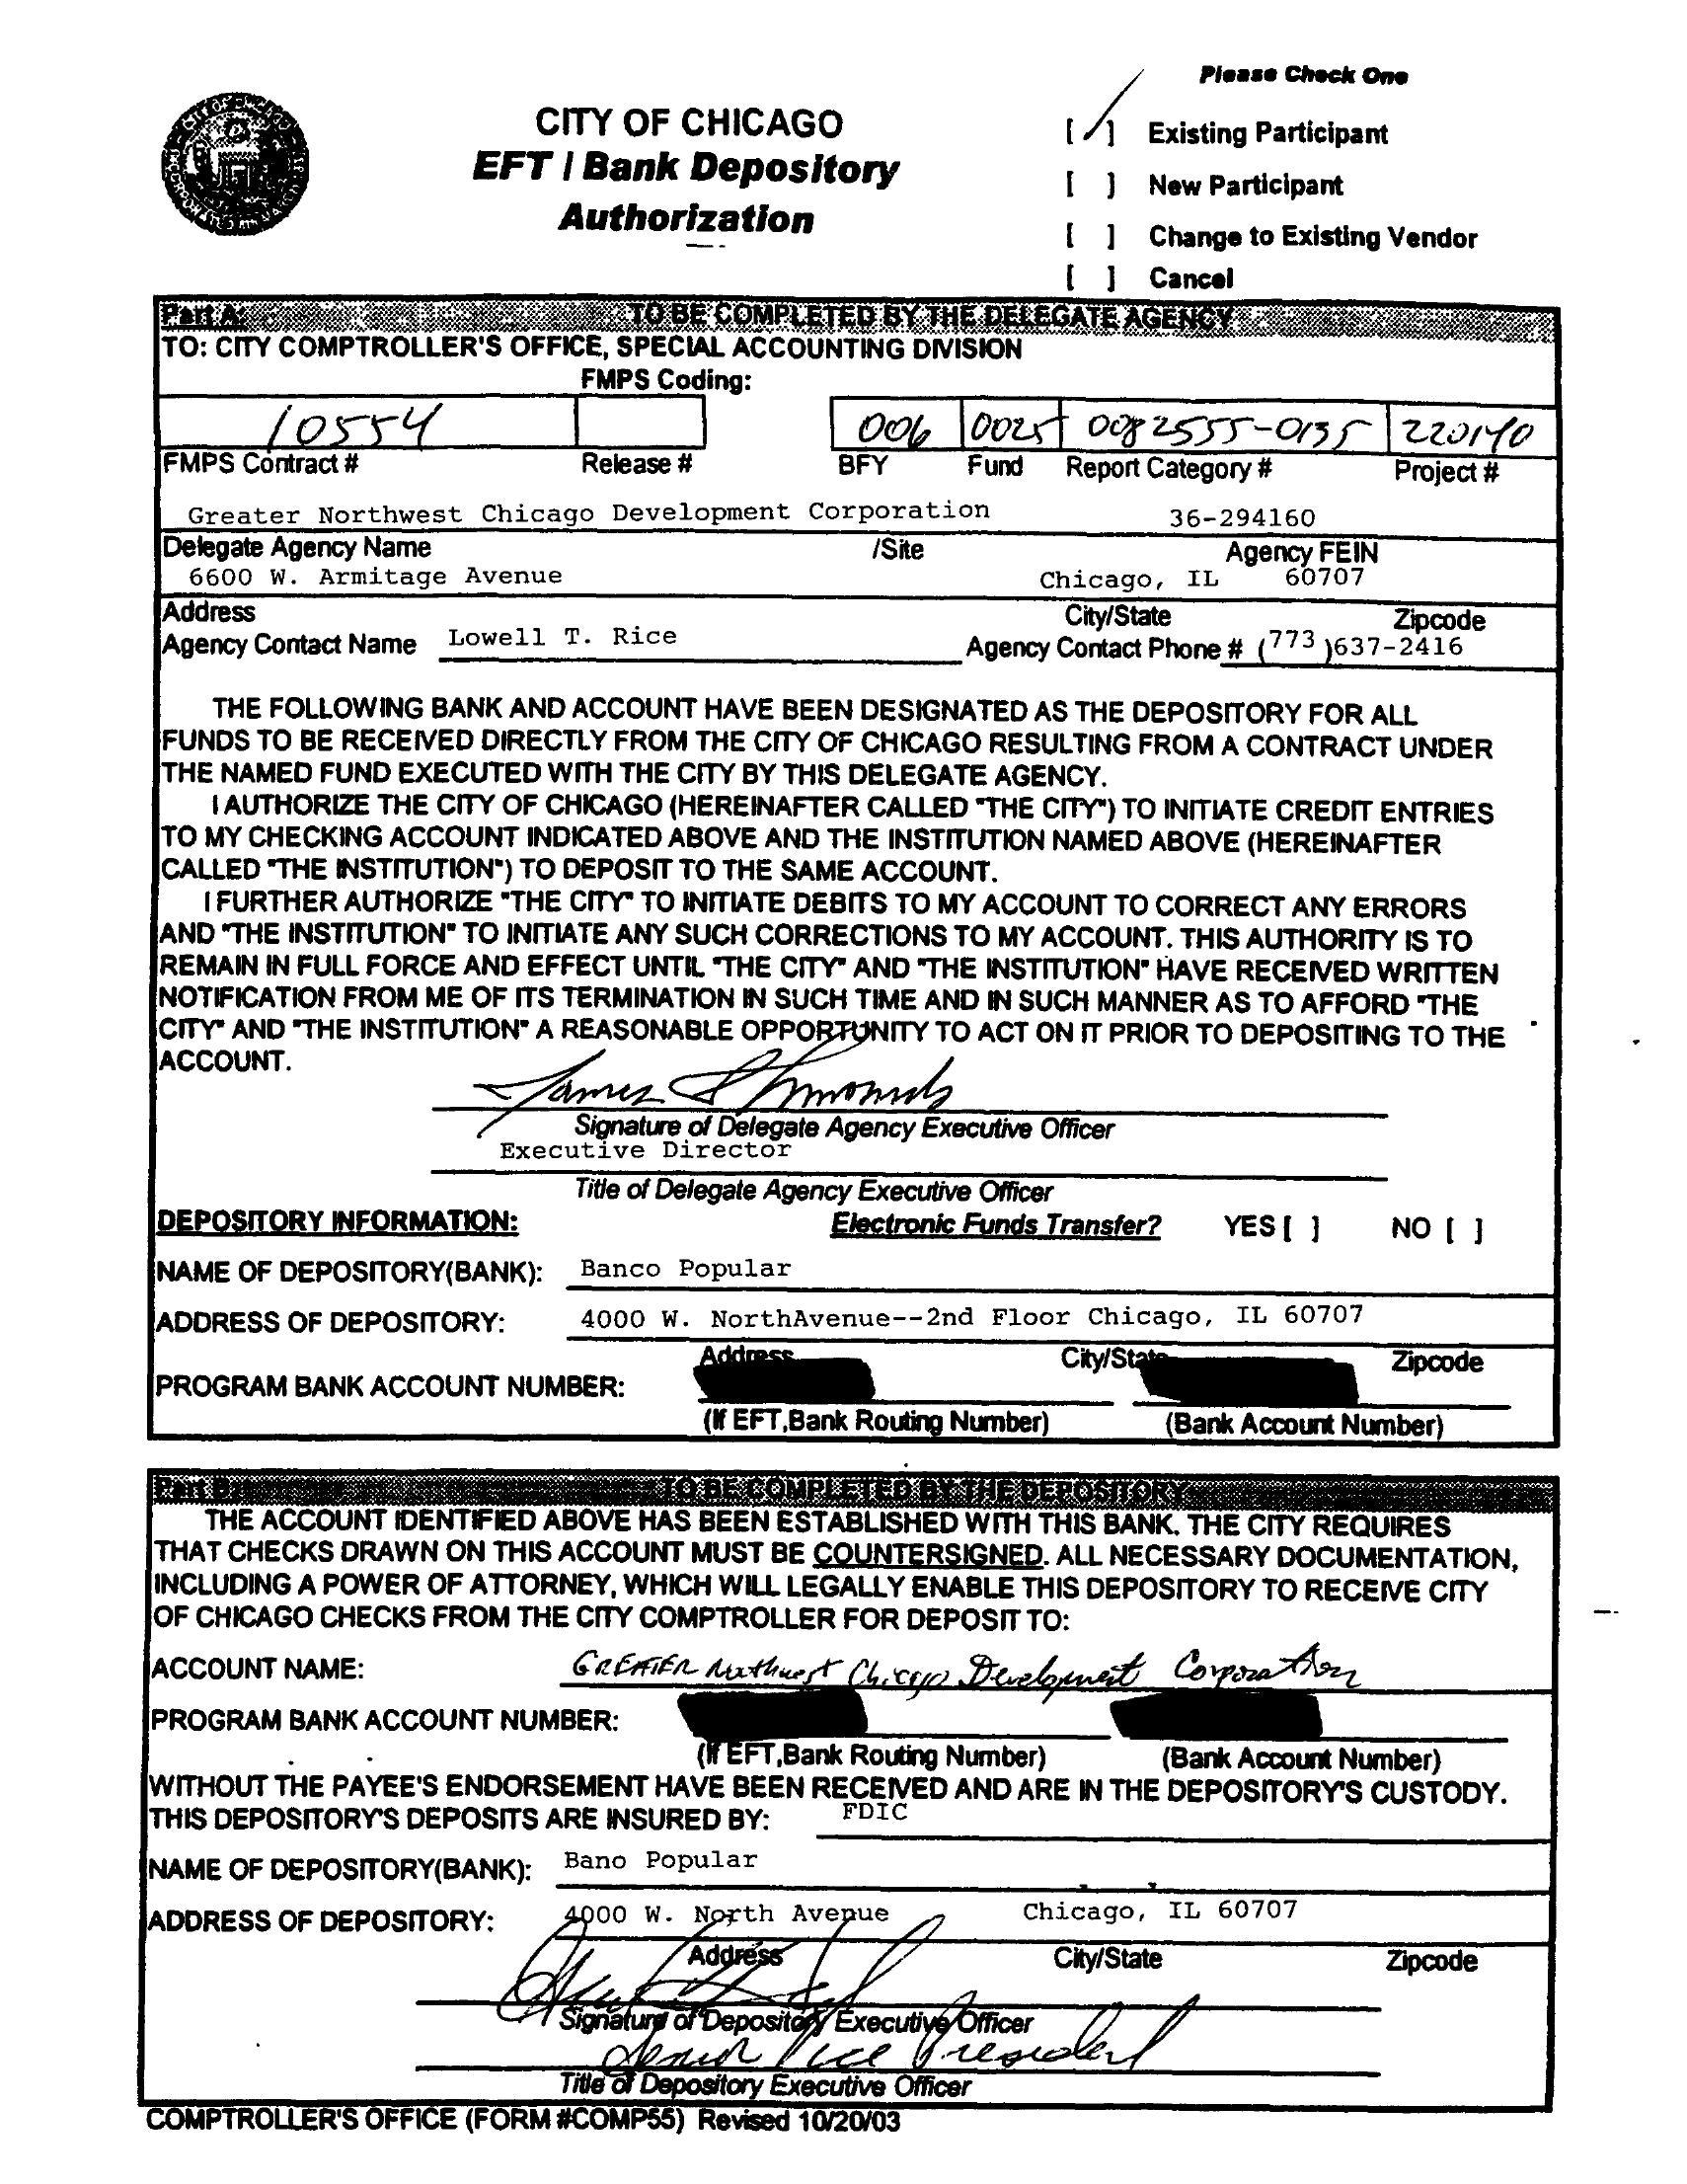 Please Check One
CITY OF CHICAGO
EFT / Bank Depository
Authorization
[ ✓ ] Existing Participant
[ ] New Participant
[ ] Change to Existing Vendor
[ ] Cancel
Part A: TO BE COMPLETED BY THE DELEGATE AGENCY
TO: CITY COMPTROLLER'S OFFICE, SPECIAL ACCOUNTING DIVISION
FMPS Coding:
10554 006 0025 0082555-0135 220140
FMPS Contract # Release # BFY Fund Report Category # Project #
Greater Northwest Chicago Development Corporation 36-294160
Delegate Agency Name /Site Agency FEIN
6600 W. Armitage Avenue Chicago, IL 60707
Address City/State Zipcode
Agency Contact Name Lowell T. Rice Agency Contact Phone # (773)637-2416
THE FOLLOWING BANK AND ACCOUNT HAVE BEEN DESIGNATED AS THE DEPOSITORY FOR ALL
FUNDS TO BE RECEIVED DIRECTLY FROM THE CITY OF CHICAGO RESULTING FROM A CONTRACT UNDER
THE NAMED FUND EXECUTED WITH THE CITY BY THIS DELEGATE AGENCY.
I AUTHORIZE THE CITY OF CHICAGO (HEREINAFTER CALLED "THE CITY") TO INITIATE CREDIT ENTRIES
TO MY CHECKING ACCOUNT INDICATED ABOVE AND THE INSTITUTION NAMED ABOVE (HEREINAFTER
CALLED "THE INSTITUTION") TO DEPOSIT TO THE SAME ACCOUNT.
I FURTHER AUTHORIZE "THE CITY" TO INITIATE DEBITS TO MY ACCOUNT TO CORRECT ANY ERRORS
AND "THE INSTITUTION" TO INITIATE ANY SUCH CORRECTIONS TO MY ACCOUNT. THIS AUTHORITY IS TO
REMAIN IN FULL FORCE AND EFFECT UNTIL "THE CITY" AND "THE INSTITUTION" HAVE RECEIVED WRITTEN
NOTIFICATION FROM ME OF ITS TERMINATION IN SUCH TIME AND IN SUCH MANNER AS TO AFFORD "THE
CITY" AND "THE INSTITUTION" A REASONABLE OPPORTUNITY TO ACT ON IT PRIOR TO DEPOSITING TO THE
ACCOUNT.
James
Signature of Delegate Agency Executive Officer
Executive Director
Title of Delegate Agency Executive Officer
DEPOSITORY INFORMATION: Electronic Funds Transfer? YES [ ] NO [ ]
NAME OF DEPOSITORY(BANK): Banco Popular
ADDRESS OF DEPOSITORY: 4000 W. NorthAvenue--2nd Floor Chicago, IL 60707
Address City/State Zipcode
PROGRAM BANK ACCOUNT NUMBER:
(If EFT,Bank Routing Number) (Bank Account Number)
Part B: TO BE COMPLETED BY THE DEPOSITORY
THE ACCOUNT IDENTIFIED ABOVE HAS BEEN ESTABLISHED WITH THIS BANK. THE CITY REQUIRES
THAT CHECKS DRAWN ON THIS ACCOUNT MUST BE COUNTERSIGNED. ALL NECESSARY DOCUMENTATION,
INCLUDING A POWER OF ATTORNEY, WHICH WILL LEGALLY ENABLE THIS DEPOSITORY TO RECEIVE CITY
OF CHICAGO CHECKS FROM THE CITY COMPTROLLER FOR DEPOSIT TO:
ACCOUNT NAME: GREATER Northwest Chicago Development Corporation
PROGRAM BANK ACCOUNT NUMBER:
(If EFT,Bank Routing Number) (Bank Account Number)
WITHOUT THE PAYEE'S ENDORSEMENT HAVE BEEN RECEIVED AND ARE IN THE DEPOSITORY'S CUSTODY.
THIS DEPOSITORY'S DEPOSITS ARE INSURED BY: FDIC
NAME OF DEPOSITORY(BANK): Bano Popular
ADDRESS OF DEPOSITORY: 4000 W. North Avenue Chicago, IL 60707
Address City/State Zipcode
Signature of Depository Executive Officer
Senior Vice President
Title of Depository Executive Officer
COMPTROLLER'S OFFICE (FORM #COMP55) Revised 10/20/03